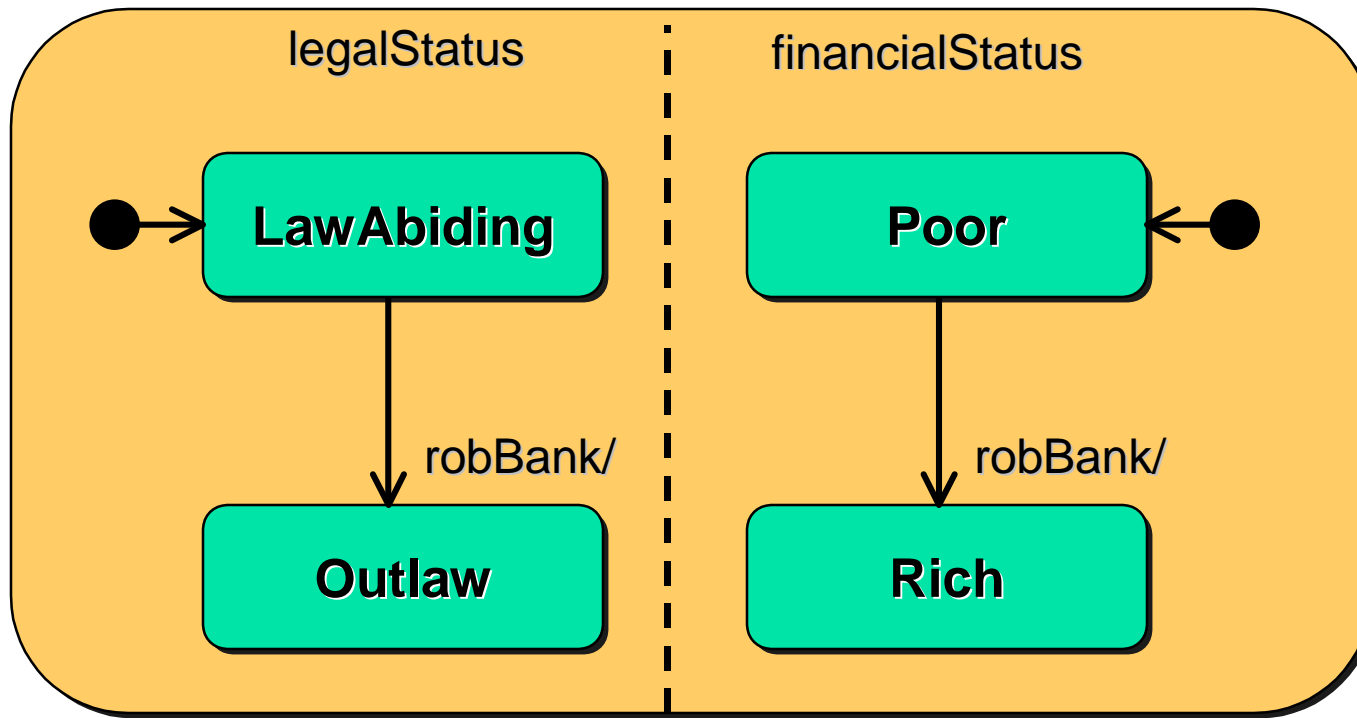 legalStatus
financialStatus
LawAbiding
Poor
robBank/
robBank/
Outlaw
Rich